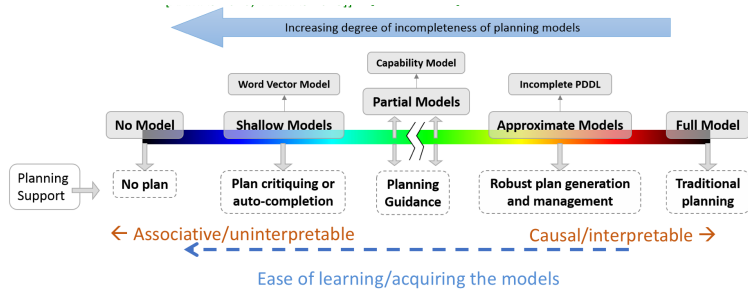 Increasing degree of incompleteness of planning models
Capability Model
Word Vector Model
Incomplete PDDL
Partial Models
No Model
Shallow Models
Approximate Models
Full Model
Planning
Support
No plan
Plan critiquing or
auto-completion
Planning
Guidance
Robust plan generation
and management
Traditional
planning
← Associative/uninterpretable
Causal/interpretable →
Ease of learning/acquiring the models